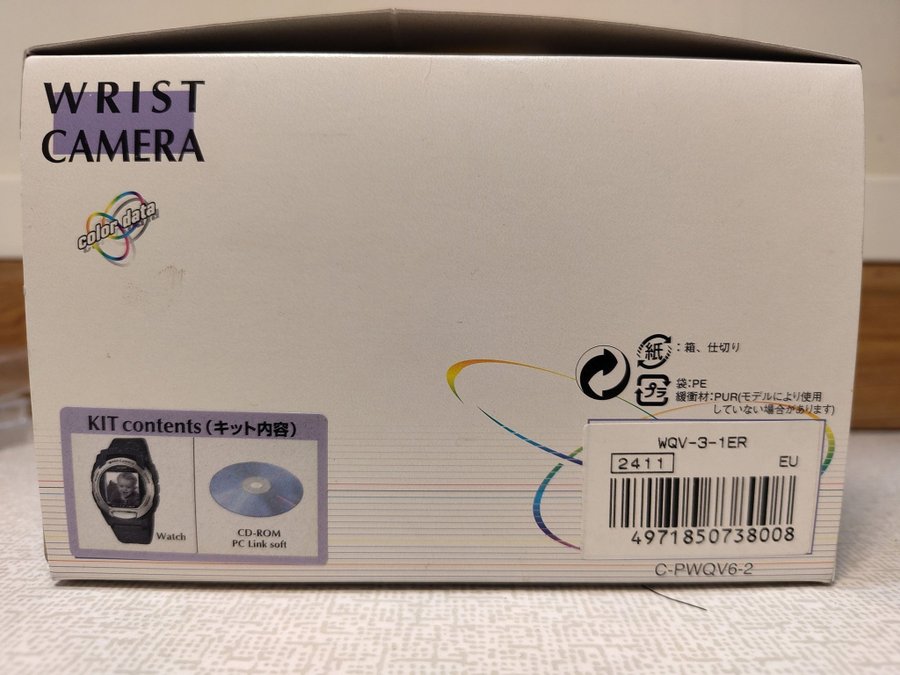 WRIST
CAMERA
color data
紙
：箱、仕切り
プラ
袋：PE
緩衝材：PUR(モデルにより使用
していない場合があります)
KIT contents（キット内容）
Watch
CD-ROM
PC Link soft
WQV-3-1ER
2411
EU
4971850738008
C-PWQV6-2